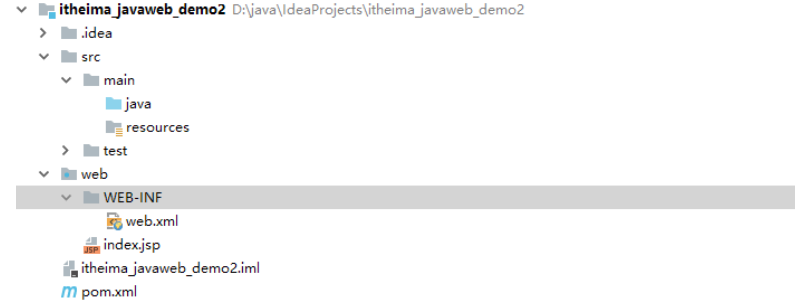 itheima_javaweb_demo2 D:\java\IdeaProjects\itheima_javaweb_demo2
.idea
src
main
java
resources
test
web
WEB-INF
web.xml
JSP index.jsp
itheima_javaweb_demo2.iml
m pom.xml